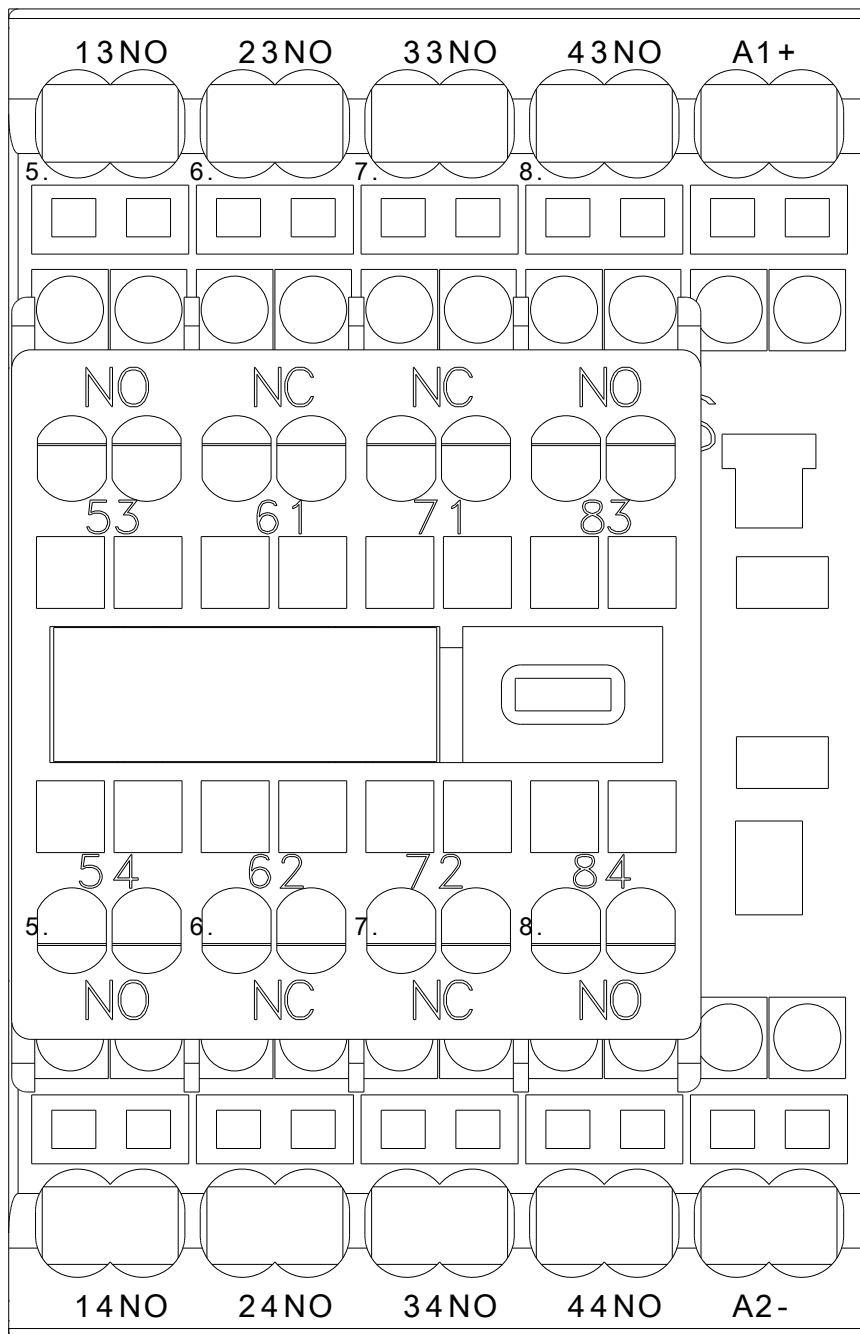 13NO 23NO 33NO 43NO A1+
5. 6. 7. 8.
NO NC NC NO
53 61 71 83
54 62 72 84
5. 6. 7. 8.
NO NC NC NO
14NO 24NO 34NO 44NO A2-